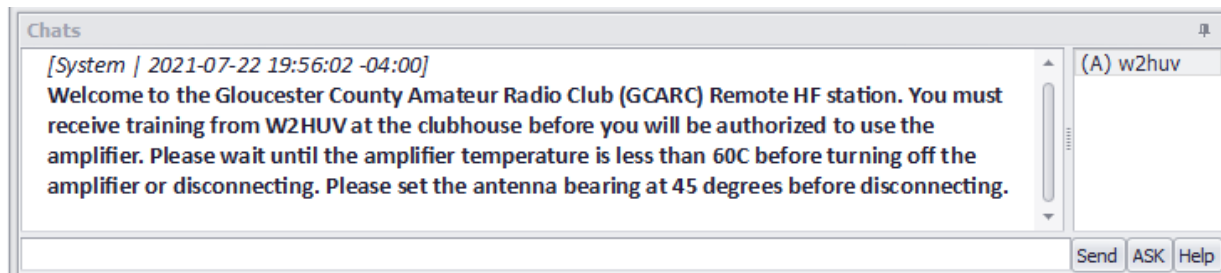 Chats
[System | 2021-07-22 19:56:02 -04:00]
(A) w2huv
Welcome to the Gloucester County Amateur Radio Club (GCARC) Remote HF station. You must
receive training from W2HUV at the clubhouse before you will be authorized to use the
amplifier. Please wait until the amplifier temperature is less than 60C before turning off the
amplifier or disconnecting. Please set the antenna bearing at 45 degrees before disconnecting.
Send ASK Help